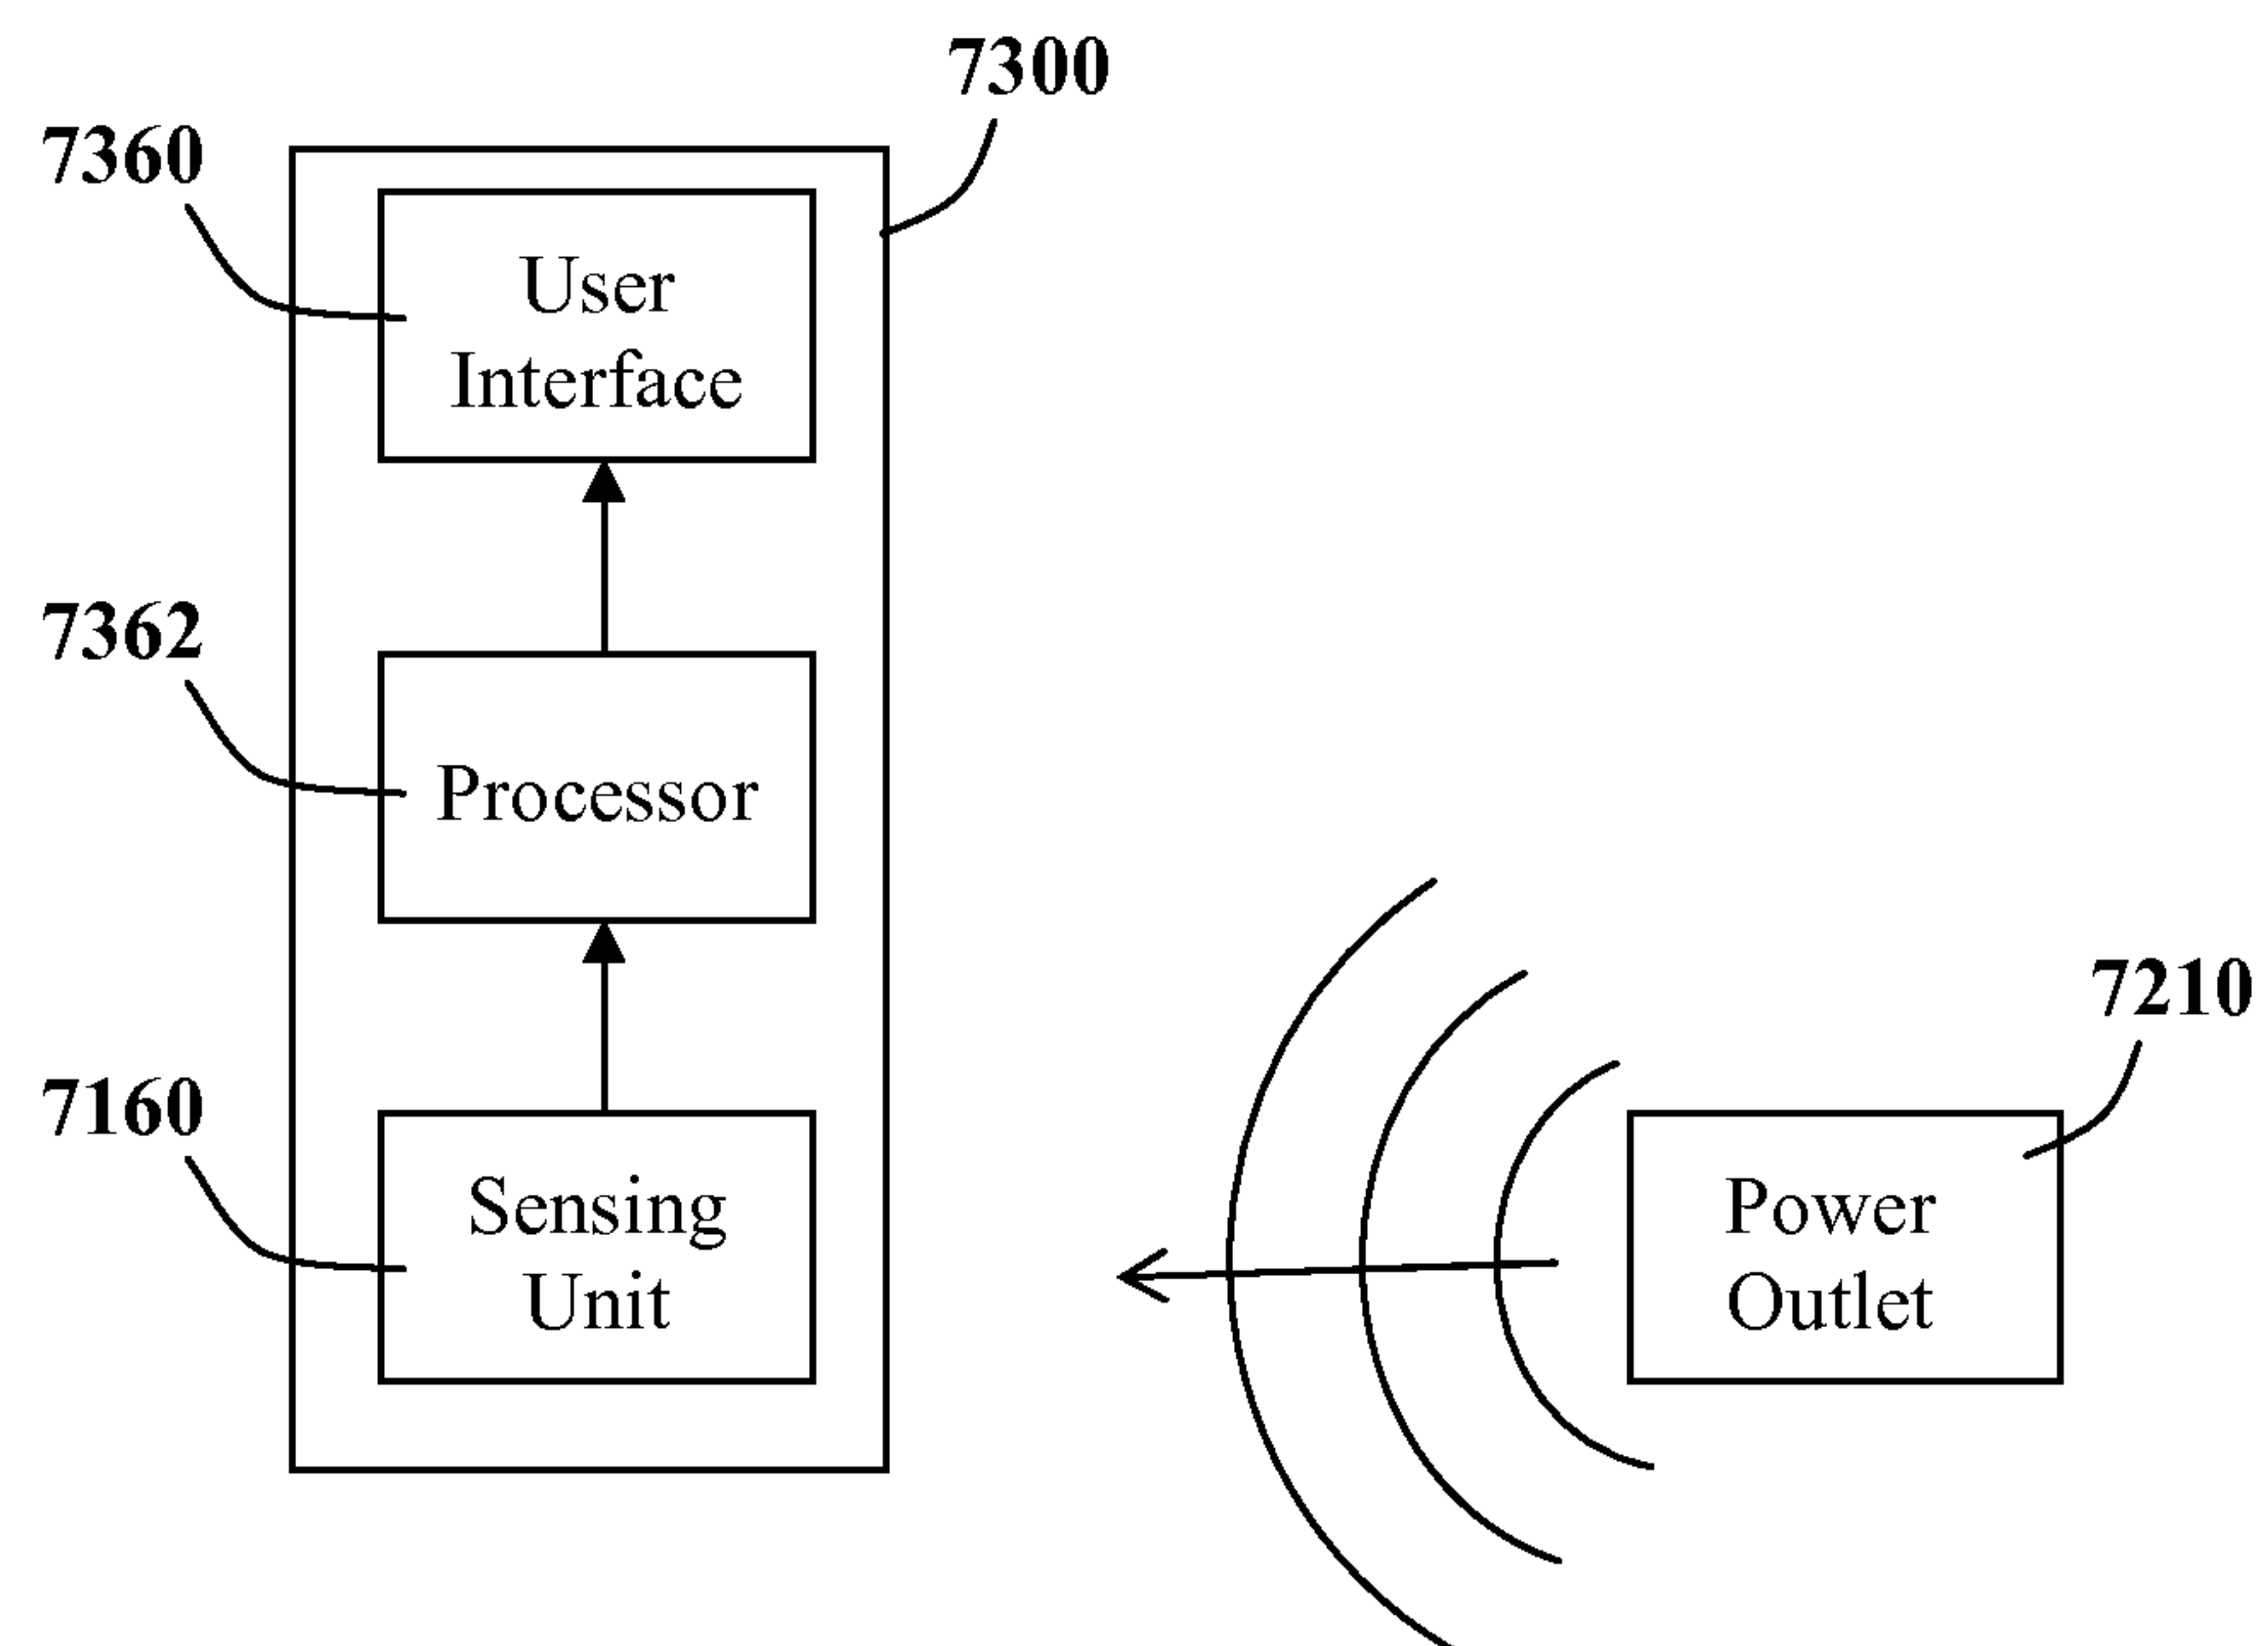 7300
7360
User
Interface
7362
Processor
7210
7160
Sensing
Unit
Power
Outlet